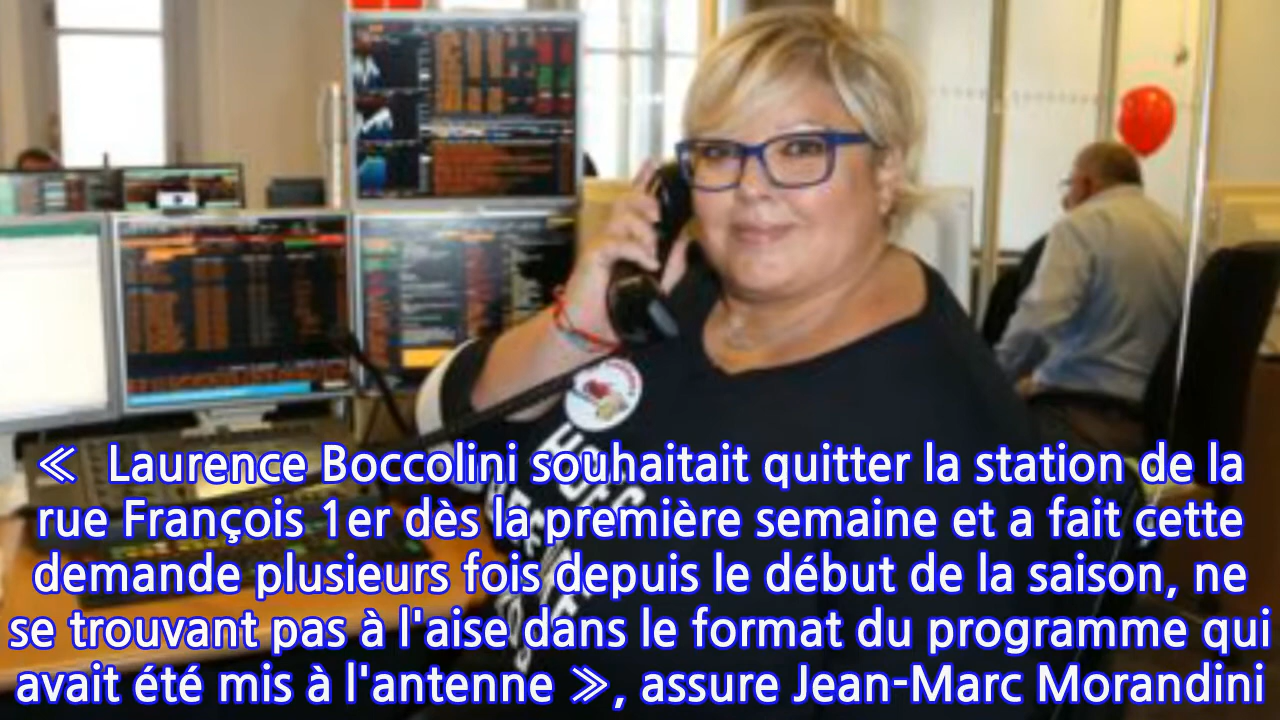 «  Laurence Boccolini souhaitait quitter la station de la
rue François 1er dès la première semaine et a fait cette
demande plusieurs fois depuis le début de la saison, ne
se trouvant pas à l'aise dans le format du programme qui
avait été mis à l'antenne », assure Jean-Marc Morandini